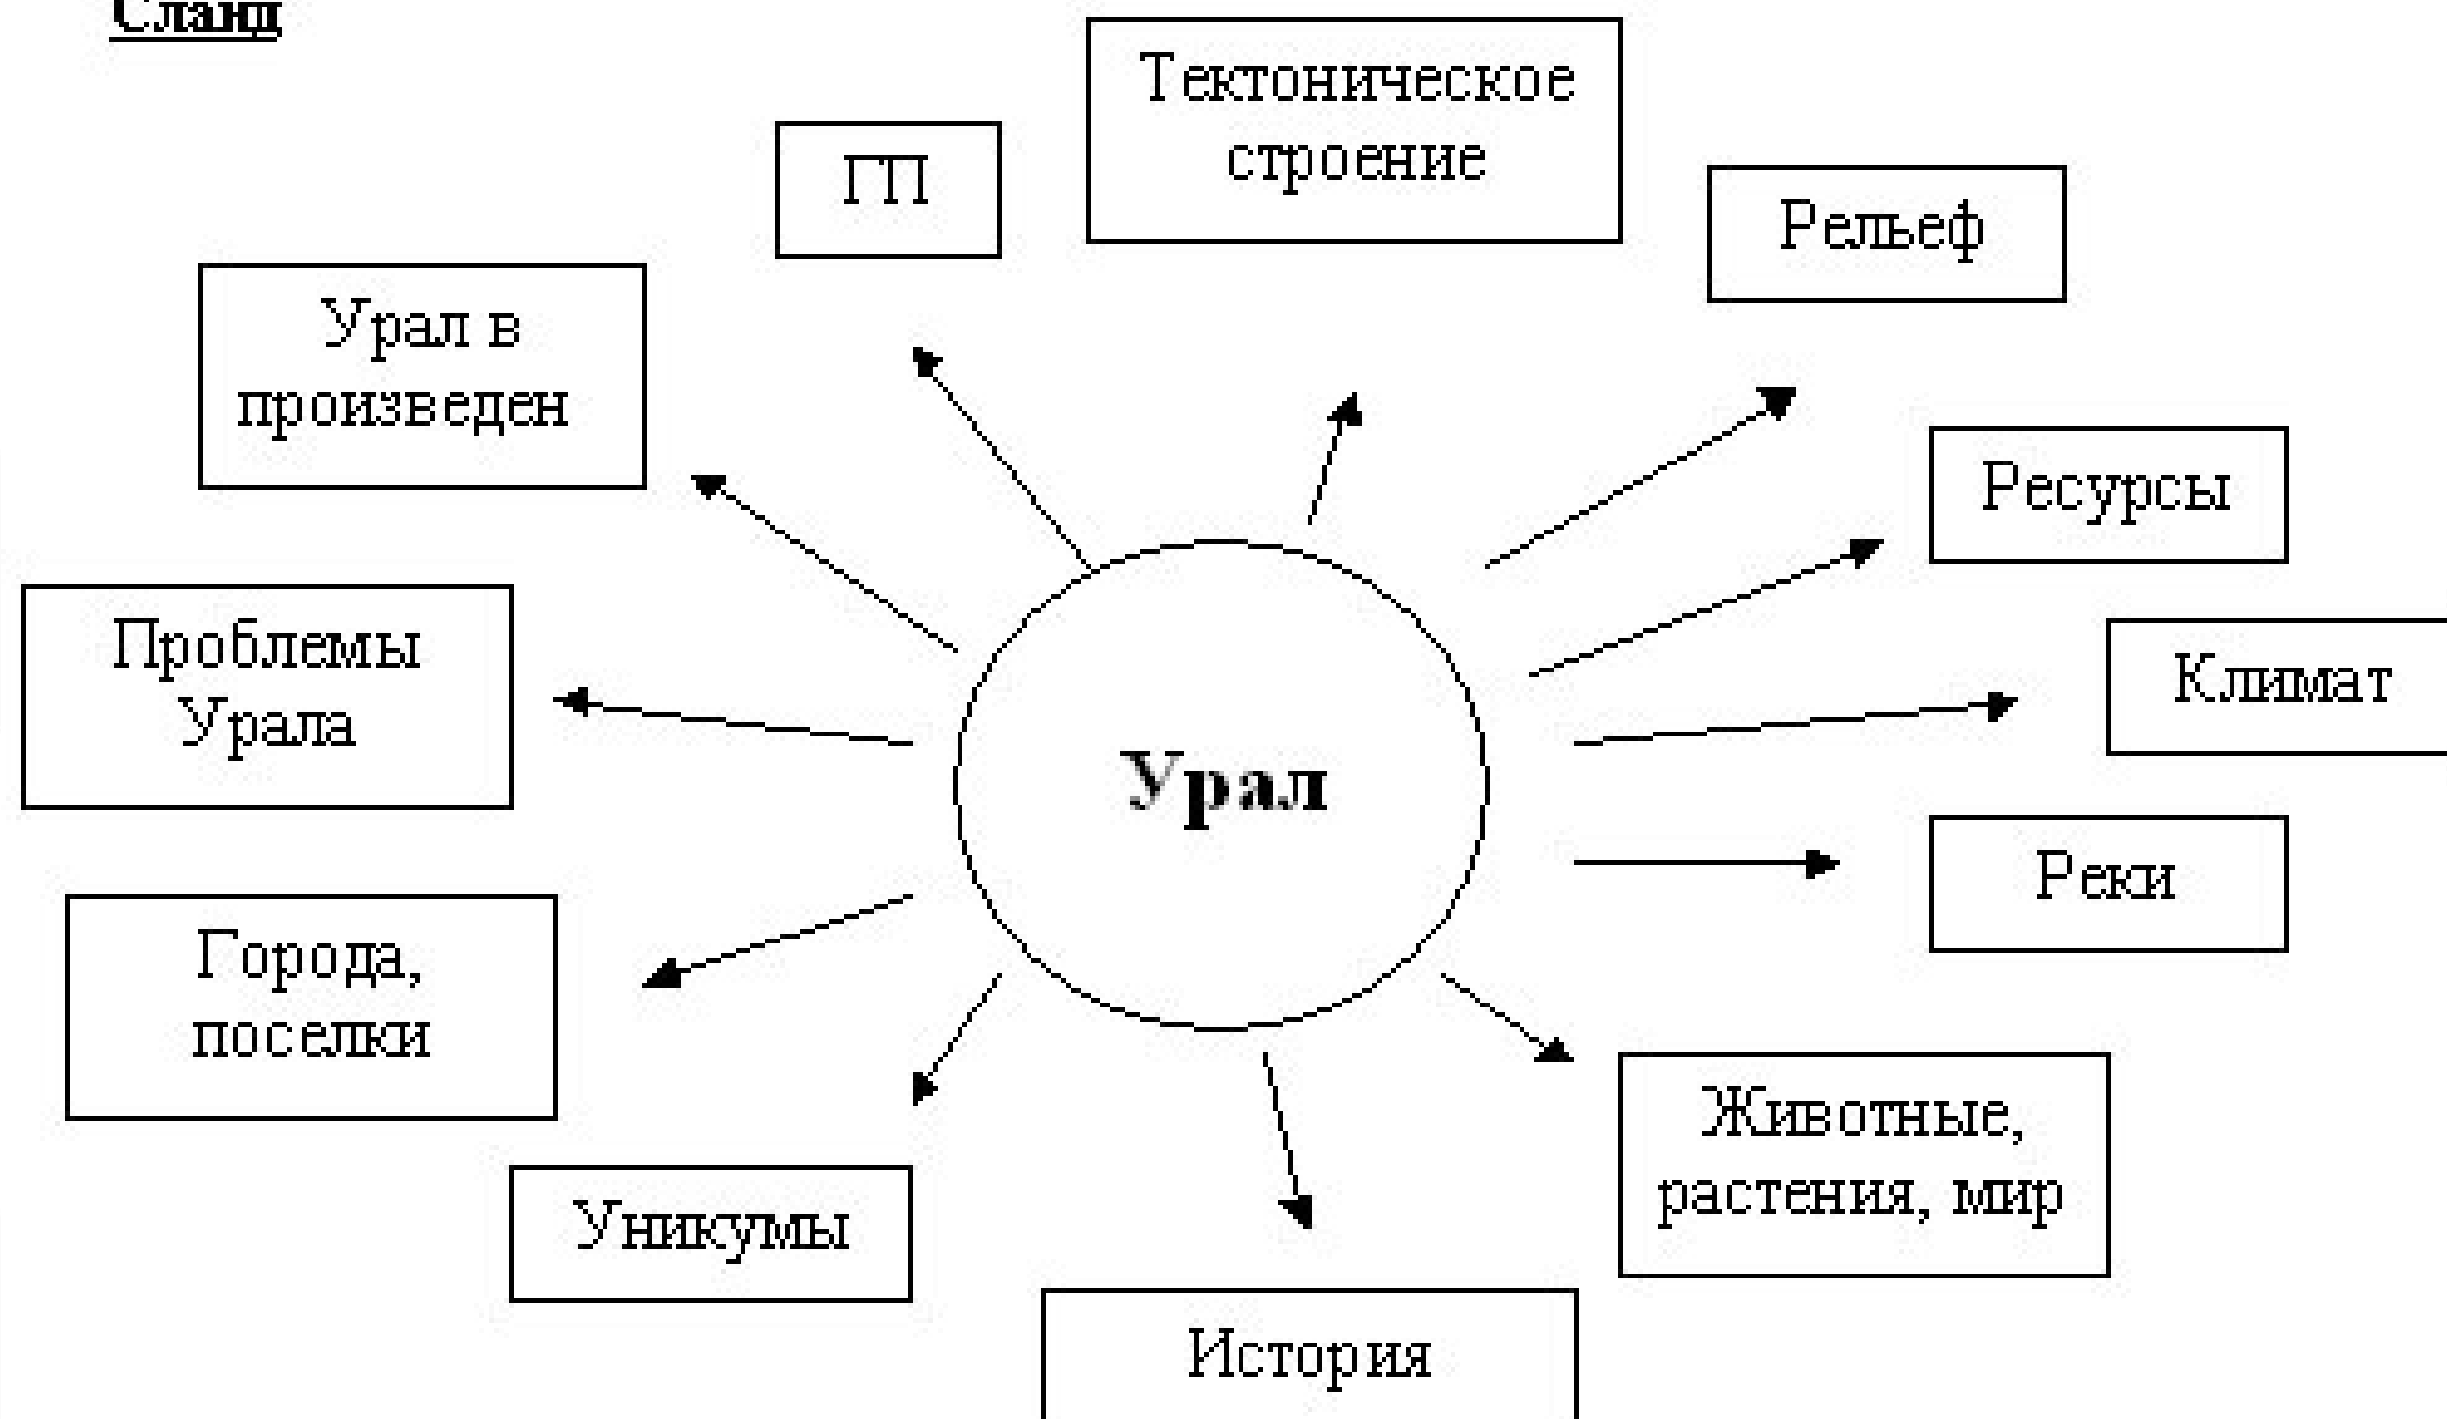 Тектоническое
строение
ГП
Рельеф
Урал в
произведен
Ресурсы
Проблемы
Урала
Климат
Урал
Реки
Города,
поселки
Животные,
растения, мир
Уникумы
История